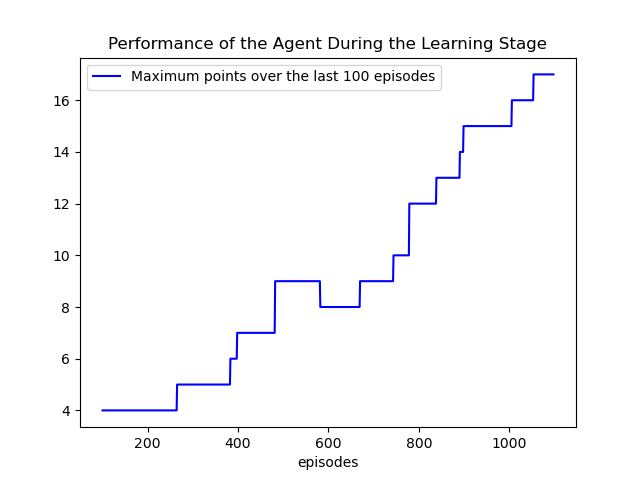 Performance of the Agent During the Learning Stage
Maximum points over the last 100 episodes
16
14
12
10
8
6
4
200 400 600 800 1000
episodes